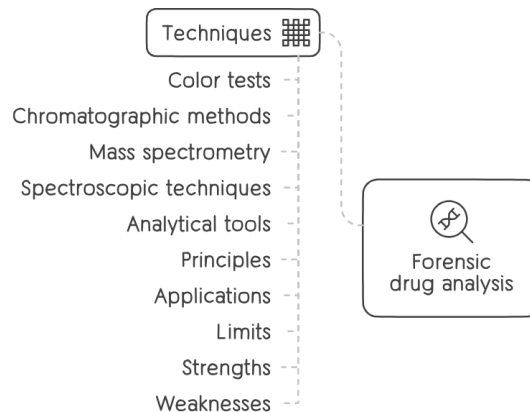 Techniques
Color tests
Chromatographic methods
Mass spectrometry
Spectroscopic techniques
Analytical tools
Principles
Applications
Limits
Strengths
Weaknesses
Forensic
drug analysis